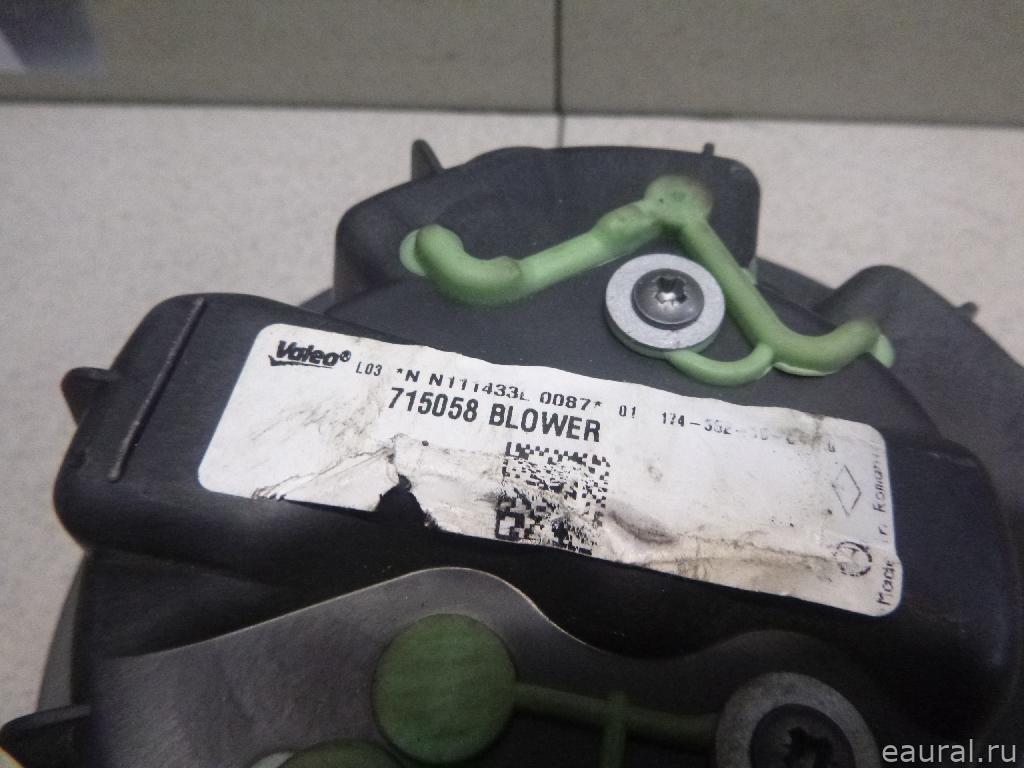 Valeo®
L03 *N N111433L 0087* 01
715058 BLOWER
eaural.ru